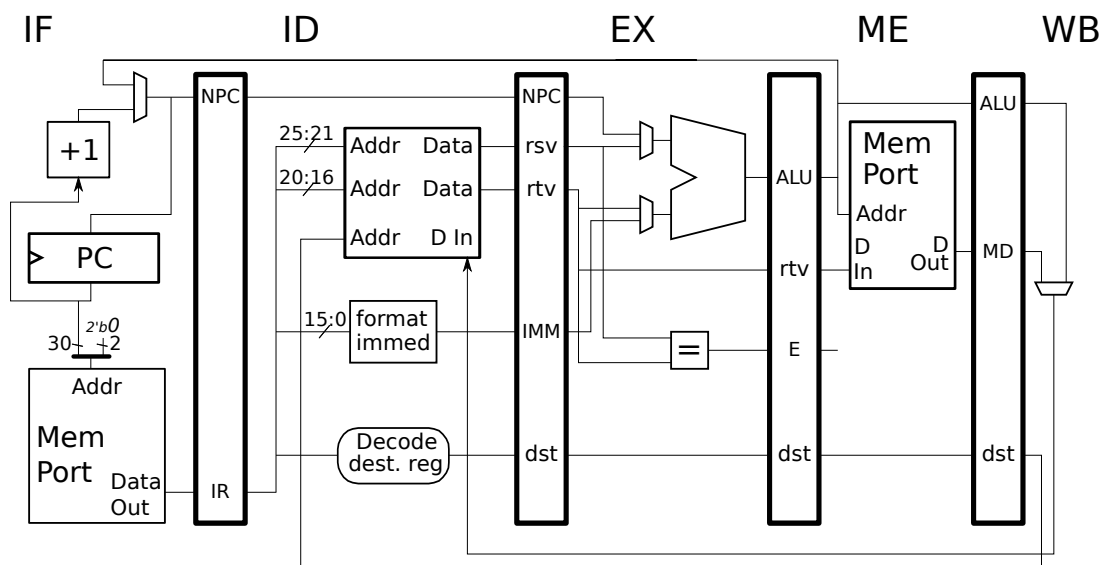 IF ID EX ME WB
NPC
+1
PC
30
2'b0
2
Addr
Mem
Port
Data
Out
IR
25:21
20:16
Addr Data
Addr Data
Addr D In
15:0
format
immed
Decode
dest. reg
NPC
rsv
rtv
IMM
dst
=
ALU
rtv
E
dst
Mem
Port
Addr
D
In
D
Out
ALU
MD
dst